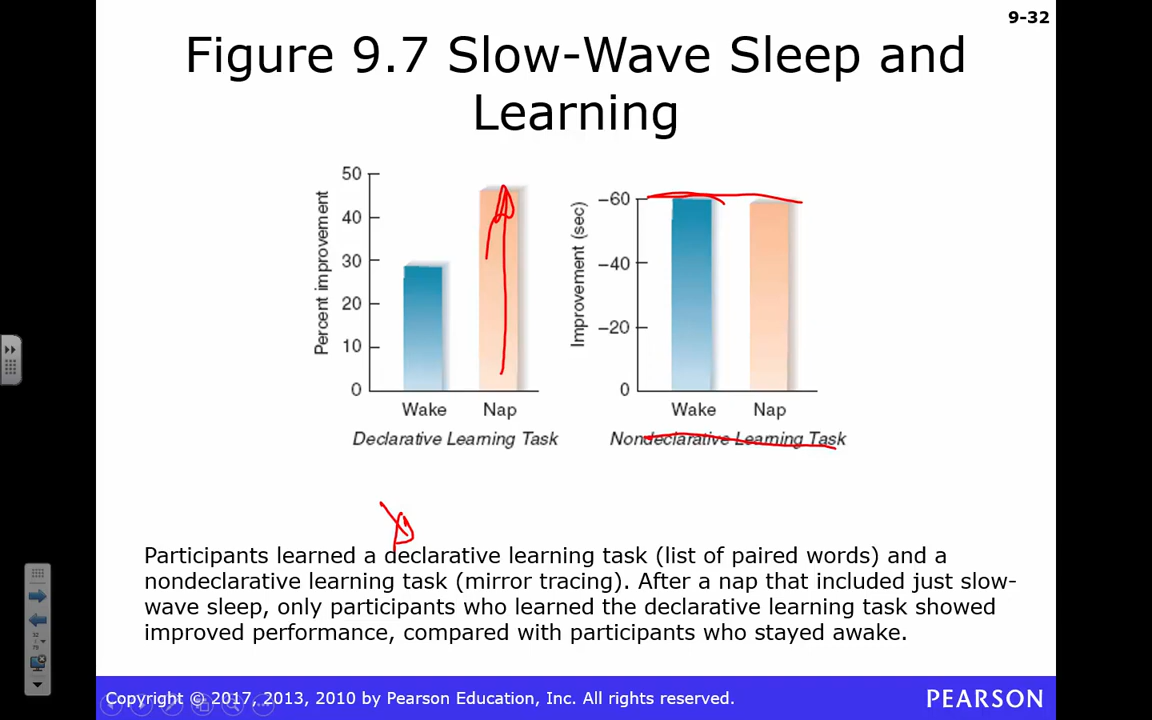 9-32
Figure 9.7 Slow-Wave Sleep and
Learning
50
40
30
20
10
0
Percent improvement
Wake Nap
Declarative Learning Task
–60
–40
–20
0
Improvement (sec)
Wake Nap
Nondeclarative Learning Task
Participants learned a declarative learning task (list of paired words) and a
nondeclarative learning task (mirror tracing). After a nap that included just slow-
wave sleep, only participants who learned the declarative learning task showed
improved performance, compared with participants who stayed awake.
32
/
79
Copyright © 2017, 2013, 2010 by Pearson Education, Inc. All rights reserved.
PEARSON